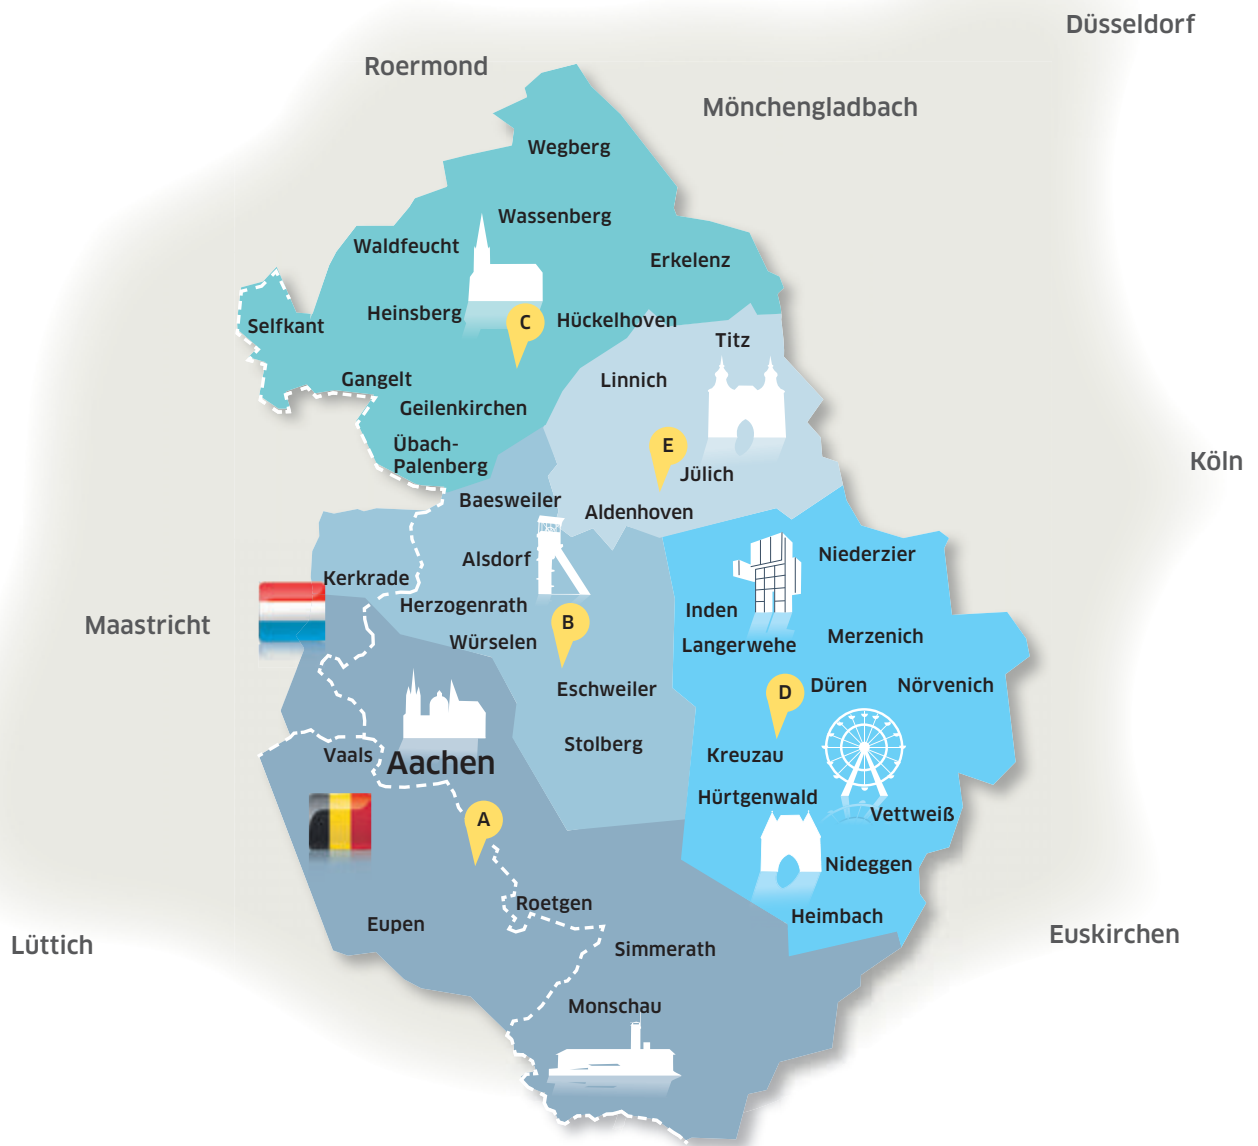 Düsseldorf
Roermond
Mönchengladbach
Wegberg
Wassenberg
Waldfeucht
Erkelenz
Heinsberg
C
Hückelhoven
Selfkant
Titz
Gangelt
Linnich
Geilenkirchen
Übach-
Palenberg
E
Köln
Jülich
Baesweiler
Aldenhoven
Niederzier
Alsdorf
Kerkrade
Herzogenrath
Inden
Maastricht
B
Würselen
Langerwehe
Merzenich
Eschweiler
D
Düren
Nörvenich
Stolberg
Vaals
Aachen
Kreuzau
Hürtgenwald
A
Vettweiß
Nideggen
Roetgen
Heimbach
Eupen
Euskirchen
Lüttich
Simmerath
Monschau